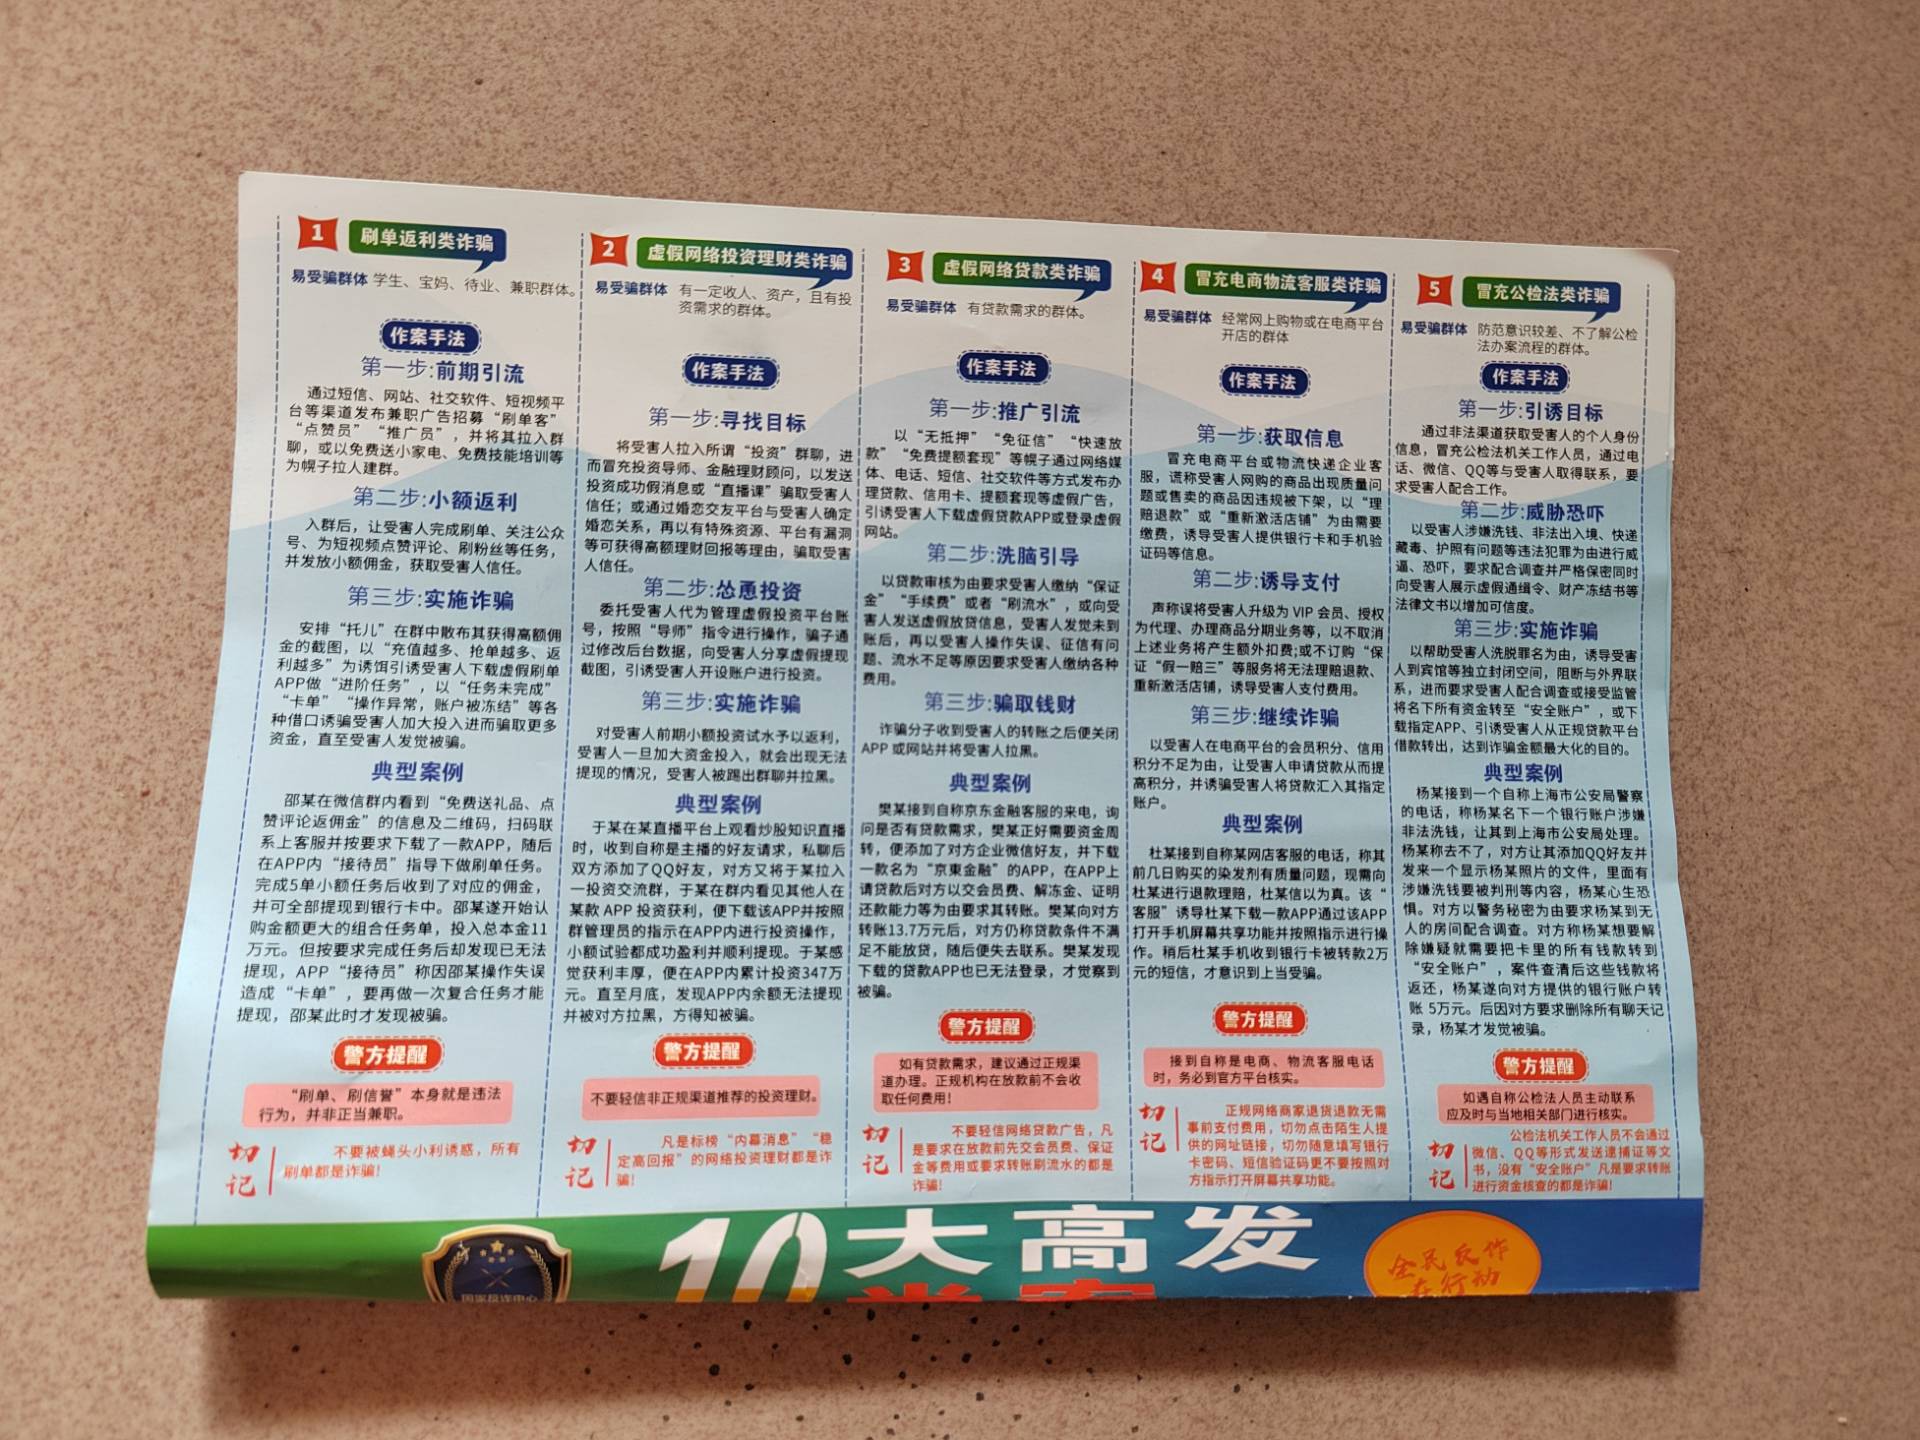 1 刷单返利类诈骗
易受骗群体 学生、宝妈、待业、兼职群体。
作案手法
第一步:前期引流
通过短信、网站、社交软件、短视频平
台等渠道发布兼职广告招募“刷单客”
“点赞员”“推广员”，并将其拉入群
聊，或以免费送小家电、免费技能培训等
为幌子拉人建群。
第二步:小额返利
入群后，让受害人完成刷单、关注公众
号、为短视频点赞评论、刷粉丝等任务，
并发放小额佣金，获取受害人信任。
第三步:实施诈骗
安排“托儿”在群中散布其获得高额佣
金的截图，以“充值越多、抢单越多、返
利越多”为诱饵引诱受害人下载虚假刷单
APP做“进阶任务”，以“任务未完成”
“卡单”“操作异常，账户被冻结”等各
种借口诱骗受害人加大投入进而骗取更多
资金，直至受害人发觉被骗。
典型案例
邵某在微信群内看到“免费送礼品、点
赞评论返佣金”的信息及二维码，扫码联
系上客服并按要求下载了一款APP，随后
在APP内“接待员”指导下做刷单任务。
完成5单小额任务后收到了对应的佣金，
并可全部提现到银行卡中。邵某遂开始认
购金额更大的组合任务单，投入总本金11
万元。但按要求完成任务后却发现已无法
提现，APP“接待员”称因邵某操作失误
造成“卡单”，要再做一次复合任务才能
提现，邵某此时才发现被骗。
警方提醒
“刷单、刷信誉”本身就是违法
行为，并非正当兼职。
切记
不要被蝇头小利诱惑，所有
刷单都是诈骗!
2 虚假网络投资理财类诈骗
易受骗群体 有一定收人、资产，且有投
资需求的群体。
作案手法
第一步:寻找目标
将受害人拉入所谓“投资”群聊，进
而冒充投资导师、金融理财顾问，以发送
投资成功假消息或“直播课”骗取受害人
信任；或通过婚恋交友平台与受害人确定
婚恋关系，再以有特殊资源、平台有漏洞
等可获得高额理财回报等理由，骗取受害
人信任。
第二步:怂恿投资
委托受害人代为管理虚假投资平台账
号，按照“导师”指令进行操作，骗子通
过修改后台数据，向受害人分享虚假提现
截图，引诱受害人开设账户进行投资。
第三步:实施诈骗
对受害人前期小额投资试水予以返利，
受害人一旦加大资金投入，就会出现无法
提现的情况，受害人被踢出群聊并拉黑。
典型案例
于某在某直播平台上观看炒股知识直播
时，收到自称是主播的好友请求，私聊后
双方添加了QQ好友，对方又将于某拉入
一投资交流群，于某在群内看见其他人在
某款 APP 投资获利，便下载该APP并按照
群管理员的指示在APP内进行投资操作，
小额试验都成功盈利并顺利提现。于某感
觉获利丰厚，便在APP内累计投资347万
元。直至月底，发现APP内余额无法提现
并被对方拉黑，方得知被骗。
警方提醒
不要轻信非正规渠道推荐的投资理财。
切记
凡是标榜“内幕消息”“稳
定高回报”的网络投资理财都是诈
骗!
3 虚假网络贷款类诈骗
易受骗群体 有贷款需求的群体。
作案手法
第一步:推广引流
以“无抵押”“免征信”“快速放
款”“免费提额套现”等幌子通过网络媒
体、电话、短信、社交软件等方式发布办
理贷款、信用卡、提额套现等虚假广告，
引诱受害人下载虚假贷款APP或登录虚假
网站。
第二步:洗脑引导
以贷款审核为由要求受害人缴纳“保证
金”“手续费”或者“刷流水”，或向受
害人发送虚假放贷信息，受害人发觉未到
账后，再以受害人操作失误、征信有问
题、流水不足等原因要求受害人缴纳各种
费用。
第三步:骗取钱财
诈骗分子收到受害人的转账之后便关闭
APP 或网站并将受害人拉黑。
典型案例
樊某接到自称京东金融客服的来电，询
问是否有贷款需求，樊某正好需要资金周
转，便添加了对方企业微信好友，并下载
一款名为“京東金融”的APP，在APP上
请贷款后对方以交会员费、解冻金、证明
还款能力等为由要求其转账。樊某向对方
转账13.7万元后，对方仍称贷款条件不满
足不能放贷，随后便失去联系。樊某发现
下载的贷款APP也已无法登录，才觉察到
被骗。
警方提醒
如有贷款需求，建议通过正规渠
道办理。正规机构在放款前不会收
取任何费用!
切记
不要轻信网络贷款广告，凡
是要求在放款前先交会员费、保证
金等费用或要求转账刷流水的都是
诈骗!
4 冒充电商物流客服类诈骗
易受骗群体 经常网上购物或在电商平台
开店的群体
作案手法
第一步:获取信息
冒充电商平台或物流快递企业客
服，谎称受害人网购的商品出现质量问
题或售卖的商品因违规被下架，以“理
赔退款”或“重新激活店铺”为由需要
缴费，诱导受害人提供银行卡和手机验
证码等信息。
第二步:诱导支付
声称误将受害人升级为 VIP 会员、授权
为代理、办理商品分期业务等，以不取消
上述业务将产生额外扣费;或不订购“保
证“假一赔三”等服务将无法理赔退款、
重新激活店铺，诱导受害人支付费用。
第三步:继续诈骗
以受害人在电商平台的会员积分、信用
积分不足为由，让受害人申请贷款从而提
高积分，并诱骗受害人将贷款汇入其指定
账户。
典型案例
杜某接到自称某网店客服的电话，称其
前几日购买的染发剂有质量问题，现需向
杜某进行退款理赔，杜某信以为真。该“
客服”诱导杜某下载一款APP通过该APP
打开手机屏幕共享功能并按照指示进行操
作。稍后杜某手机收到银行卡被转款2万
元的短信，才意识到上当受骗。
警方提醒
接到自称是电商、物流客服电话
时，务必到官方平台核实。
切记
正规网络商家退货退款无需
事前支付费用，切勿点击陌生人提
供的网址链接，切勿随意填写银行
卡密码、短信验证码更不要按照对
方指示打开屏幕共享功能。
5 冒充公检法类诈骗
易受骗群体 防范意识较差、不了解公检
法办案流程的群体。
作案手法
第一步:引诱目标
通过非法渠道获取受害人的个人身份
信息，冒充公检法机关工作人员，通过电
话、微信、QQ等与受害人取得联系，要
求受害人配合工作。
第二步:威胁恐吓
以受害人涉嫌洗钱、非法出入境、快递
藏毒、护照有问题等违法犯罪为由进行威
逼、恐吓，要求配合调查并严格保密同时
向受害人展示虚假通缉令、财产冻结书等
法律文书以增加可信度。
第三步:实施诈骗
以帮助受害人洗脱罪名为由，诱导受害
人到宾馆等独立封闭空间，阻断与外界联
系，进而要求受害人配合调查或接受监管
将名下所有资金转至“安全账户”，或下
载指定APP、引诱受害人从正规贷款平台
借款转出，达到诈骗金额最大化的目的。
典型案例
杨某接到一个自称上海市公安局警察
的电话，称杨某名下一个银行账户涉嫌
非法洗钱，让其到上海市公安局处理。
杨某称去不了，对方让其添加QQ好友并
发来一个显示杨某照片的文件，里面有
涉嫌洗钱要被判刑等内容，杨某心生恐
惧。对方以警务秘密为由要求杨某到无
人的房间配合调查。对方称杨某想要解
除嫌疑就需要把卡里的所有钱款转到
“安全账户”，案件查清后这些钱款将
返还，杨某遂向对方提供的银行账户转
账 5万元。后因对方要求删除所有聊天记
录，杨某才发觉被骗。
警方提醒
如遇自称公检法人员主动联系
应及时与当地相关部门进行核实。
切记
公检法机关工作人员不会通过
微信、QQ等形式发送逮捕证等文
书，没有“安全账户”凡是要求转账
进行资金核查的都是诈骗!
国家反诈中心
10大高发
全民反诈
在行动